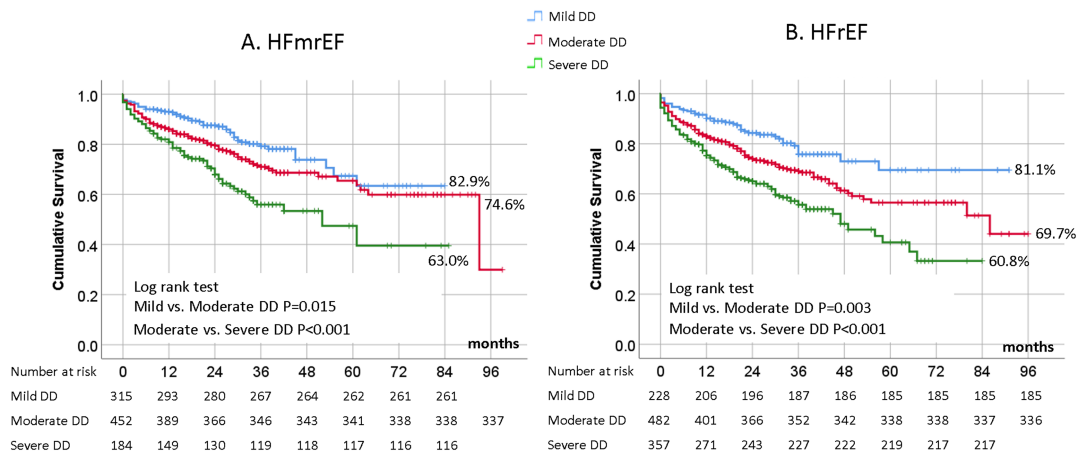 A. HFmrEF
Mild DD
Moderate DD
Severe DD
B. HFrEF
Cumulative Survival
1.0
0.8
0.6
0.4
0.2
0.0
82.9%
74.6%
63.0%
Log rank test
Mild vs. Moderate DD P=0.015
Moderate vs. Severe DD P<0.001
months
Number at risk 0 12 24 36 48 60 72 84 96
Mild DD 315 293 280 267 264 262 261 261
Moderate DD 452 389 366 346 343 341 338 338 337
Severe DD 184 149 130 119 118 117 116 116
Cumulative Survival
1.0
0.8
0.6
0.4
0.2
0.0
81.1%
69.7%
60.8%
Log rank test
Mild vs. Moderate DD P=0.003
Moderate vs. Severe DD P<0.001
months
Number at risk 0 12 24 36 48 60 72 84 96
Mild DD 228 206 196 187 186 185 185 185 185
Moderate DD 482 401 366 352 342 338 338 337 336
Severe DD 357 271 243 227 222 219 217 217